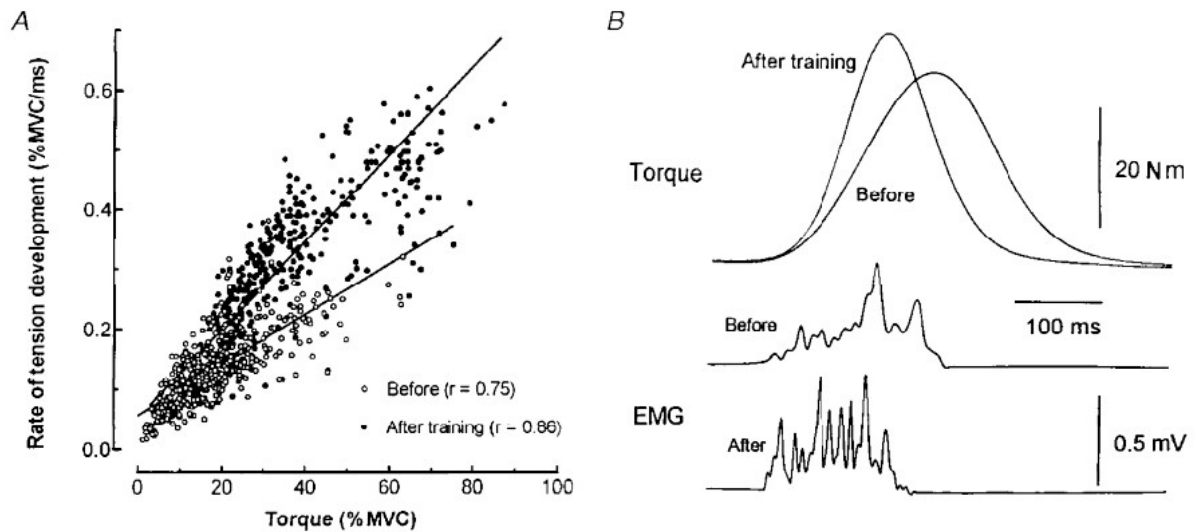 A
Rate of tension development (%MVC/ms)
0.6
0.4
0.2
0.0
Before (r = 0.75)
After training (r = 0.86)
0 20 40 60 80 100
Torque (%MVC)
B
After training
Before
Torque
20 Nm
Before
100 ms
EMG
After
0.5 mV